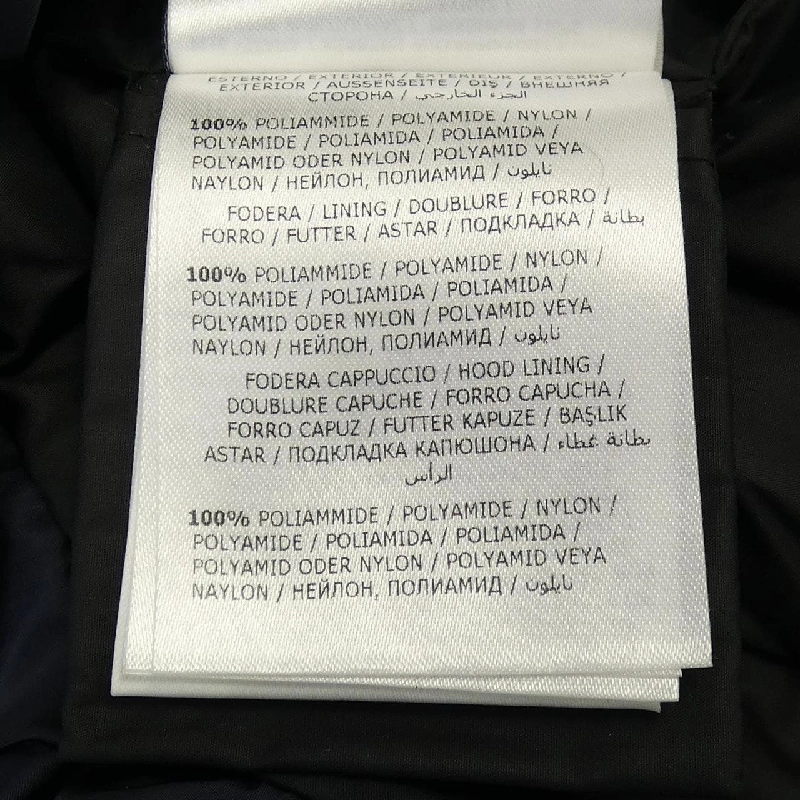 ESTERNO / EXTERIOR / EXTÉRIEUR / EXTERNO /
EXTERIOR / AUSSENSEITE / DIŞ / ВНЕШНЯЯ
СТОРОНА / الجزء الخارجي
100% POLIAMMIDE / POLYAMIDE / NYLON /
POLYAMIDE / POLIAMIDA / POLIAMIDA /
POLYAMID ODER NYLON / POLYAMID VEYA
NAYLON / НЕЙЛОН, ПОЛИАМИД / نايلون
FODERA / LINING / DOUBLURE / FORRO /
FORRO / FUTTER / ASTAR / ПОДКЛАДКА / بطانة
100% POLIAMMIDE / POLYAMIDE / NYLON /
POLYAMIDE / POLIAMIDA / POLIAMIDA /
POLYAMID ODER NYLON / POLYAMID VEYA
NAYLON / НЕЙЛОН, ПОЛИАМИД / نايلون
FODERA CAPPUCCIO / HOOD LINING /
DOUBLURE CAPUCHE / FORRO CAPUCHA /
FORRO CAPUZ / FUTTER KAPUZE / BAŞLIK
ASTAR / ПОДКЛАДКА КАПЮШОНА / بطانة غطاء
الرأس
100% POLIAMMIDE / POLYAMIDE / NYLON /
POLYAMIDE / POLIAMIDA / POLIAMIDA /
POLYAMID ODER NYLON / POLYAMID VEYA
NAYLON / НЕЙЛОН, ПОЛИАМИД / نايلون